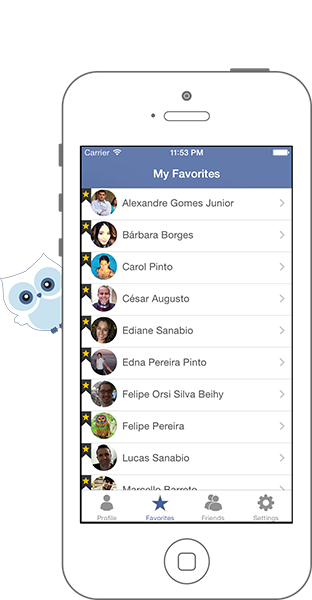 Carrier 11:53 PM
My Favorites
Alexandre Gomes Junior
Bárbara Borges
Carol Pinto
César Augusto
Ediane Sanabio
Edna Pereira Pinto
Felipe Orsi Silva Beihy
Felipe Pereira
Lucas Sanabio
Marcello Barreto
Profile Favorites Friends Settings